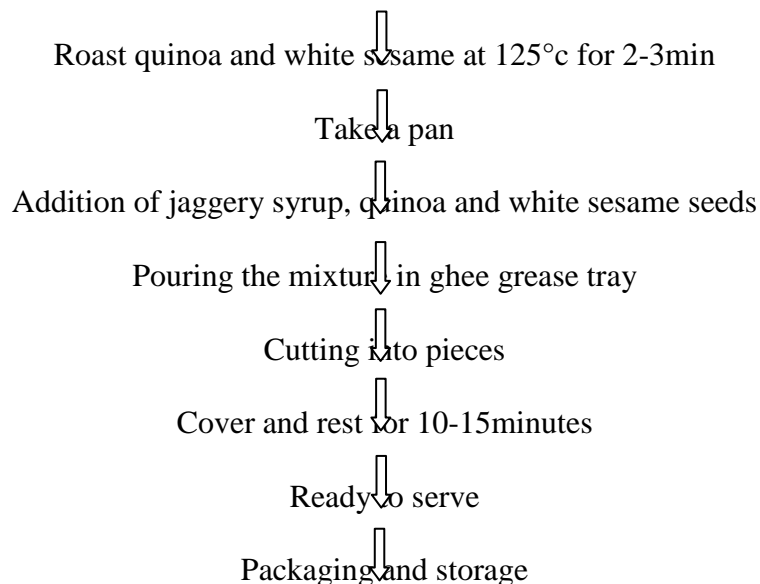 Roast quinoa and white sesame at 125°c for 2-3min
Take a pan
Addition of jaggery syrup, quinoa and white sesame seeds
Pouring the mixture in ghee grease tray
Cutting into pieces
Cover and rest for 10-15minutes
Ready to serve
Packaging and storage